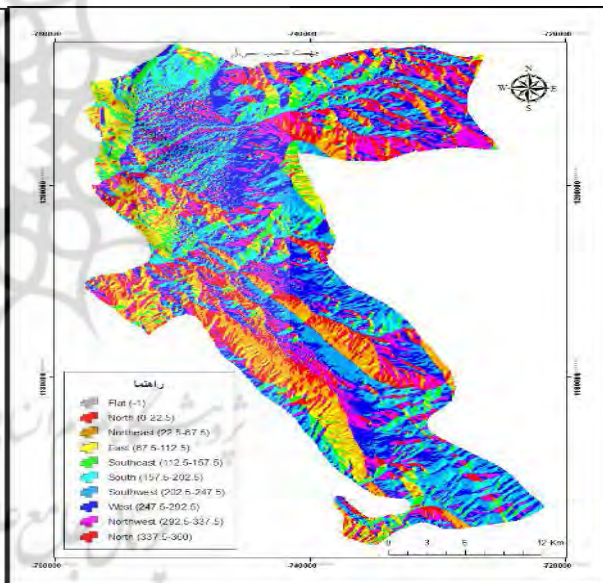 -760000 -740000 -720000
جهت شیب سریل
N
W E
S
1200000 1200000
1180000 1180000
راهنما
Flat (-1)
North (0-22.5)
Northeast (22.5-67.5)
East (67.5-112.5)
Southeast (112.5-157.5)
South (157.5-202.5)
Southwest (202.5-247.5)
West (247.5-292.5)
Northwest (292.5-337.5)
North (337.5-360)
0 3 6 12 Km
-760000 -740000 -720000